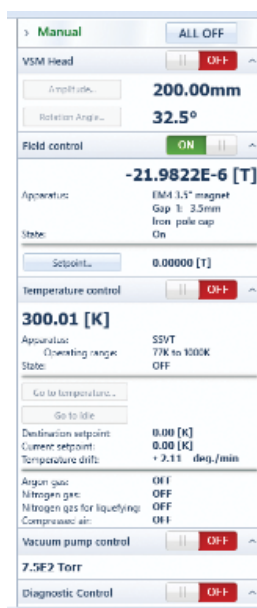 > Manual ALL OFF
VSM Head OFF
Amplitude...
200.00mm
Rotation Angle...
32.5º
Field control ON
-21.9822E-6 [T]
Apparatus: EM4 3.5" magnet
Gap 1: 3.5mm
Iron pole cap
State: On
Setpoint... 0.00000 [T]
Temperature control OFF
300.01 [K]
Apparatus: SSVT
Operating range: 77K to 1000K
State: OFF
Go to temperature...
Go to Idle
Destination setpoint: 0.00 [K]
Current setpoint: 0.00 [K]
Temperature drift: + 2.11 deg./min
Argon gas: OFF
Nitrogen gas: OFF
Nitrogen gas for liquefying: OFF
Compressed air: OFF
Vacuum pump control OFF
7.5E2 Torr
Diagnostic Control OFF